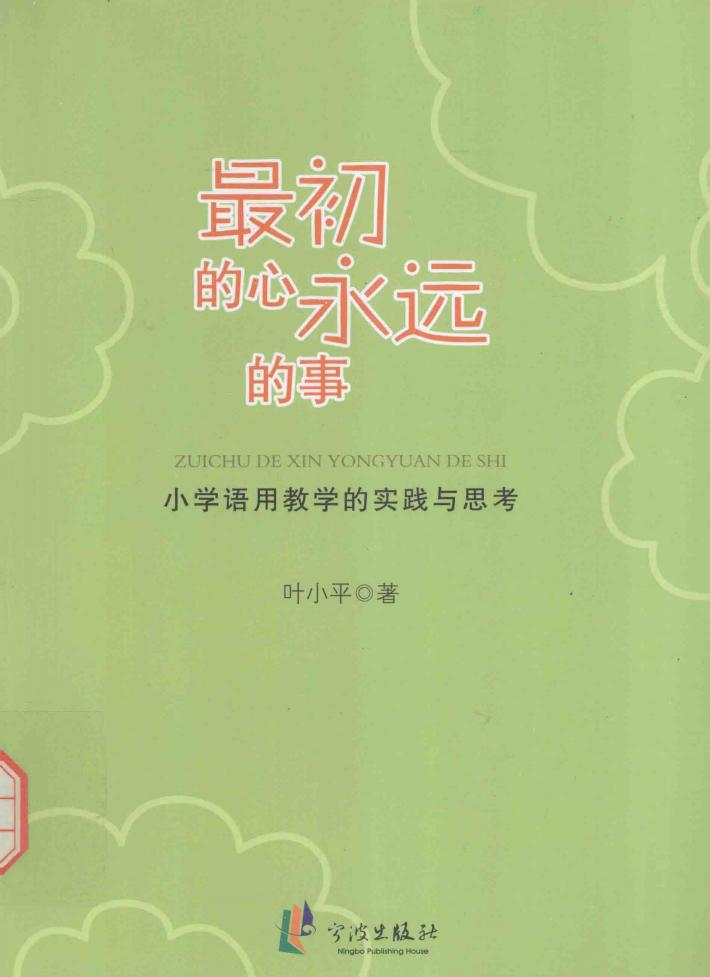 最初
的心永远
的事
ZUICHU DE XIN YONGYUAN DE SHI
小学语用教学的实践与思考
叶小平◎著
宁波出版社
Ningbo Publishing House